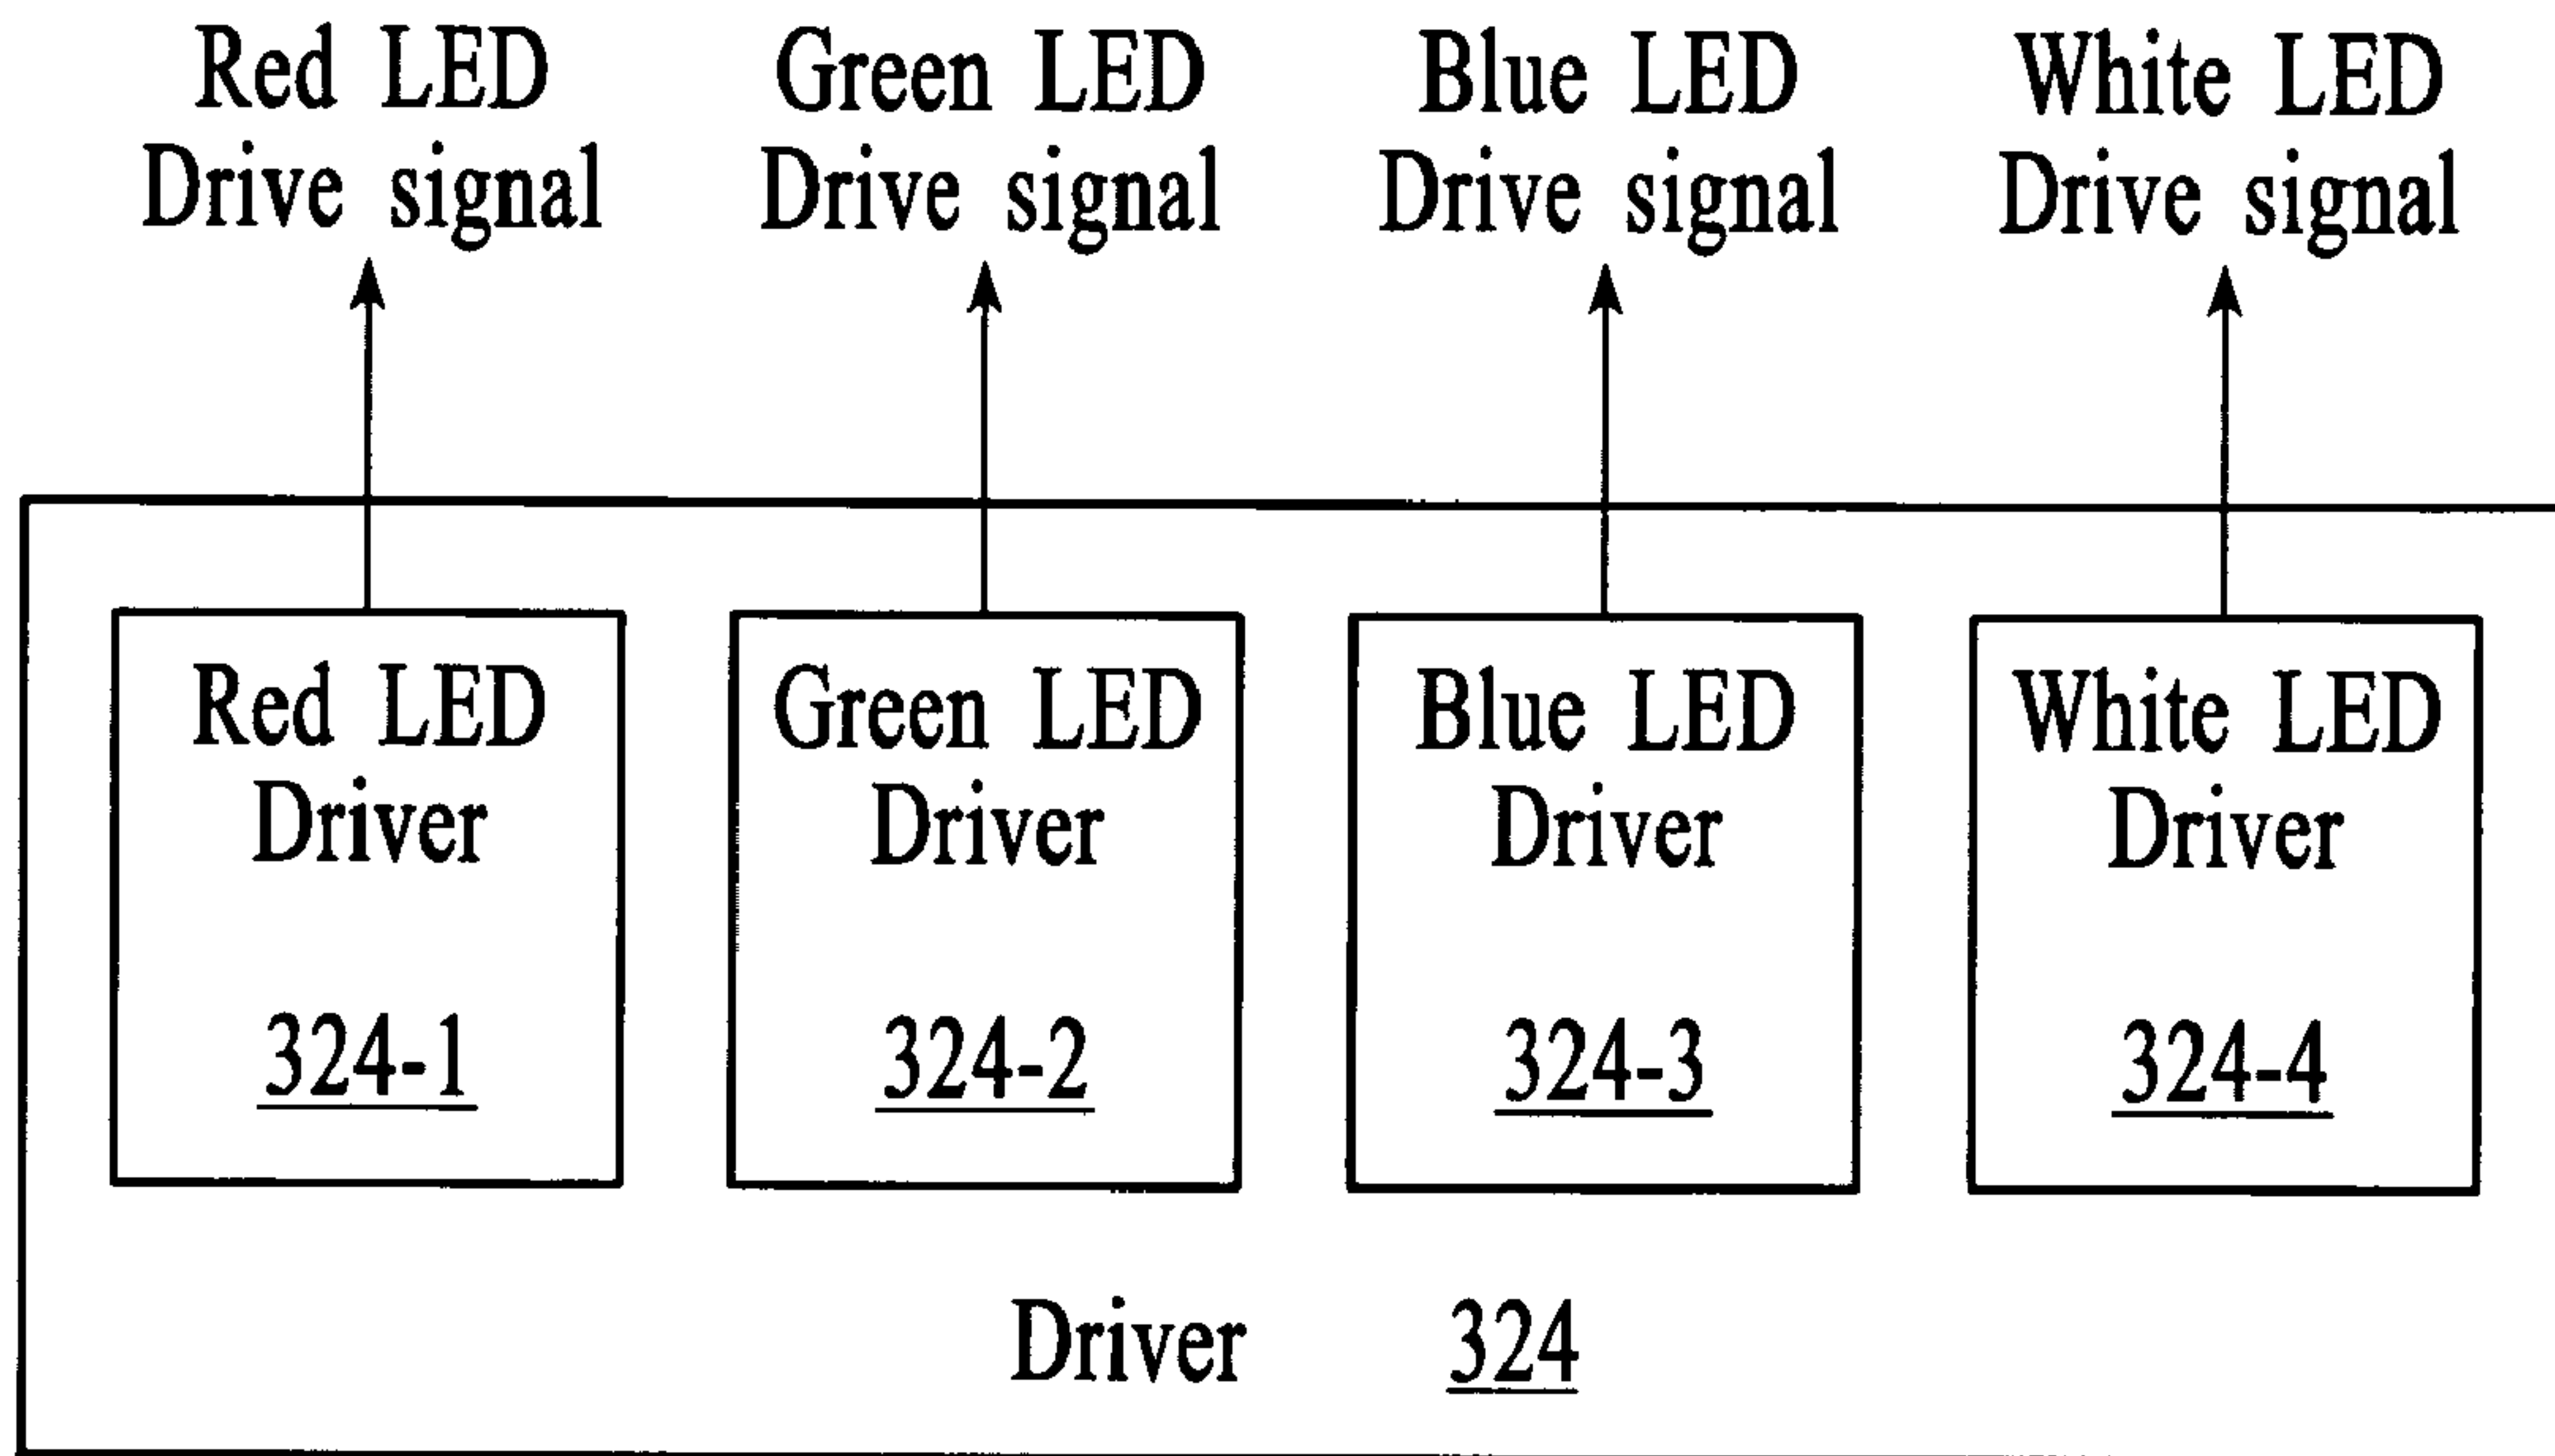 Red LED
Drive signal
Green LED
Drive signal
Blue LED
Drive signal
White LED
Drive signal
Red LED
Driver
324-1
Green LED
Driver
324-2
Blue LED
Driver
324-3
White LED
Driver
324-4
Driver 324